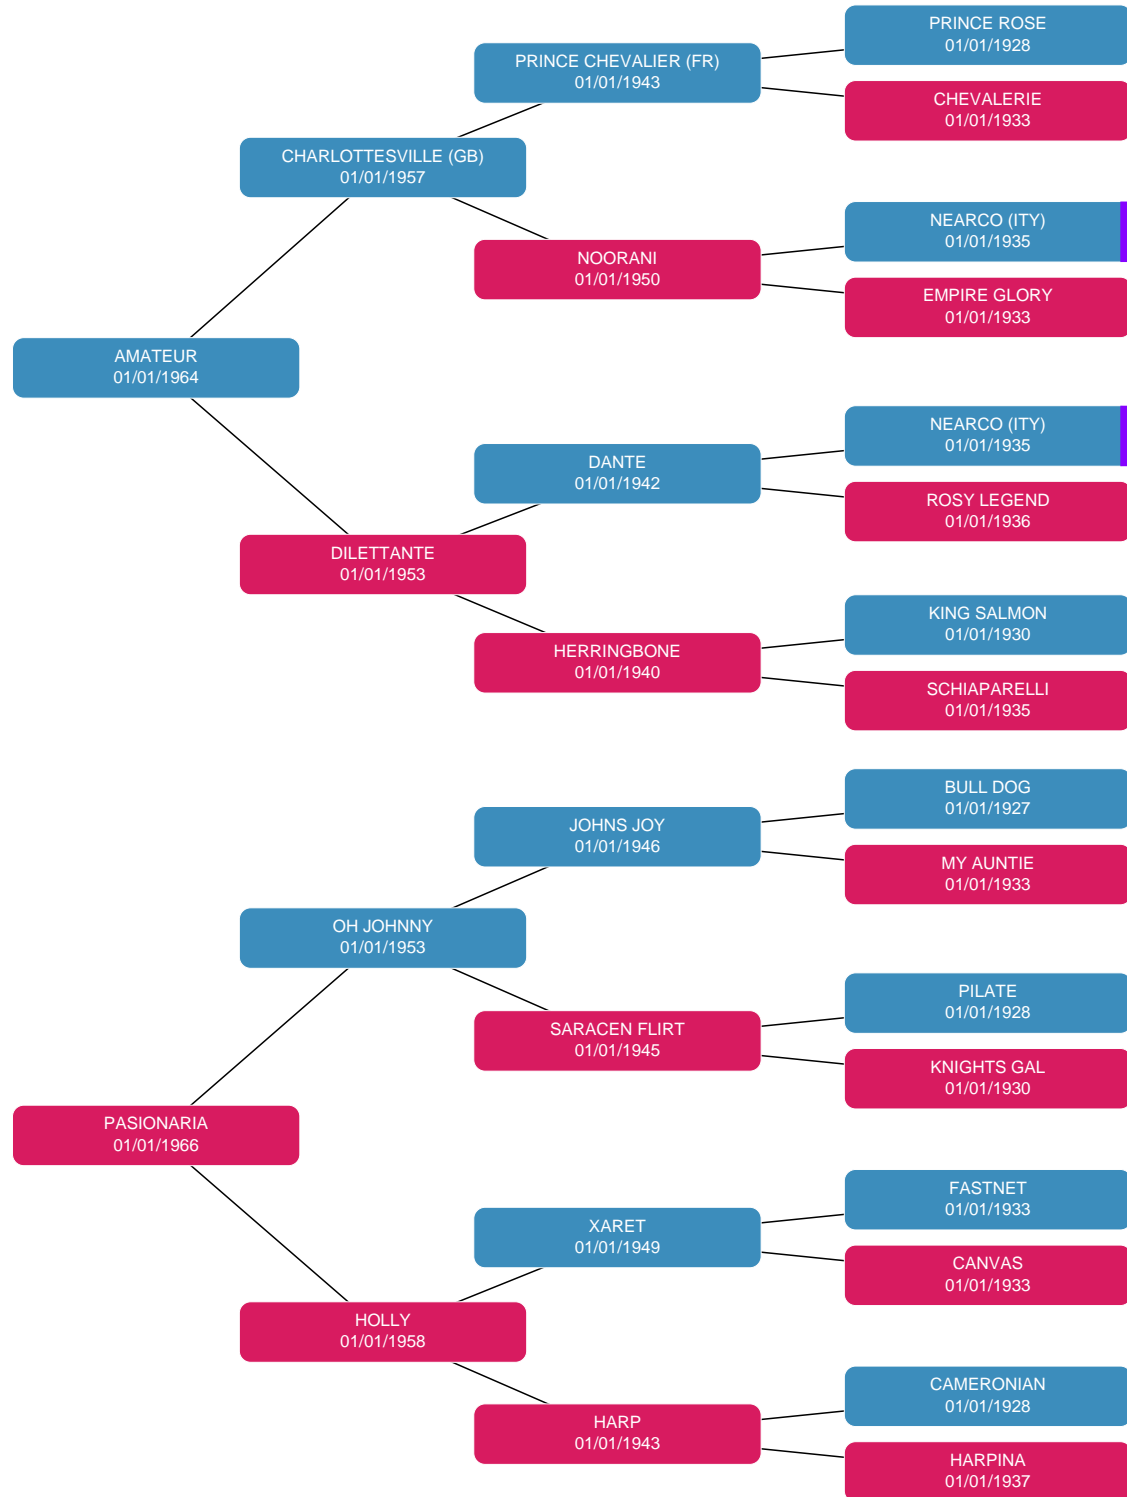 PRINCE ROSE
01/01/1928
PRINCE CHEVALIER (FR)
01/01/1943
CHEVALERIE
01/01/1933
CHARLOTTESVILLE (GB)
01/01/1957
NEARCO (ITY)
01/01/1935
NOORANI
01/01/1950
EMPIRE GLORY
01/01/1933
AMATEUR
01/01/1964
NEARCO (ITY)
01/01/1935
DANTE
01/01/1942
ROSY LEGEND
01/01/1936
DILETTANTE
01/01/1953
KING SALMON
01/01/1930
HERRINGBONE
01/01/1940
SCHIAPARELLI
01/01/1935
BULL DOG
01/01/1927
JOHNS JOY
01/01/1946
MY AUNTIE
01/01/1933
OH JOHNNY
01/01/1953
PILATE
01/01/1928
SARACEN FLIRT
01/01/1945
KNIGHTS GAL
01/01/1930
PASIONARIA
01/01/1966
FASTNET
01/01/1933
XARET
01/01/1949
CANVAS
01/01/1933
HOLLY
01/01/1958
CAMERONIAN
01/01/1928
HARP
01/01/1943
HARPINA
01/01/1937